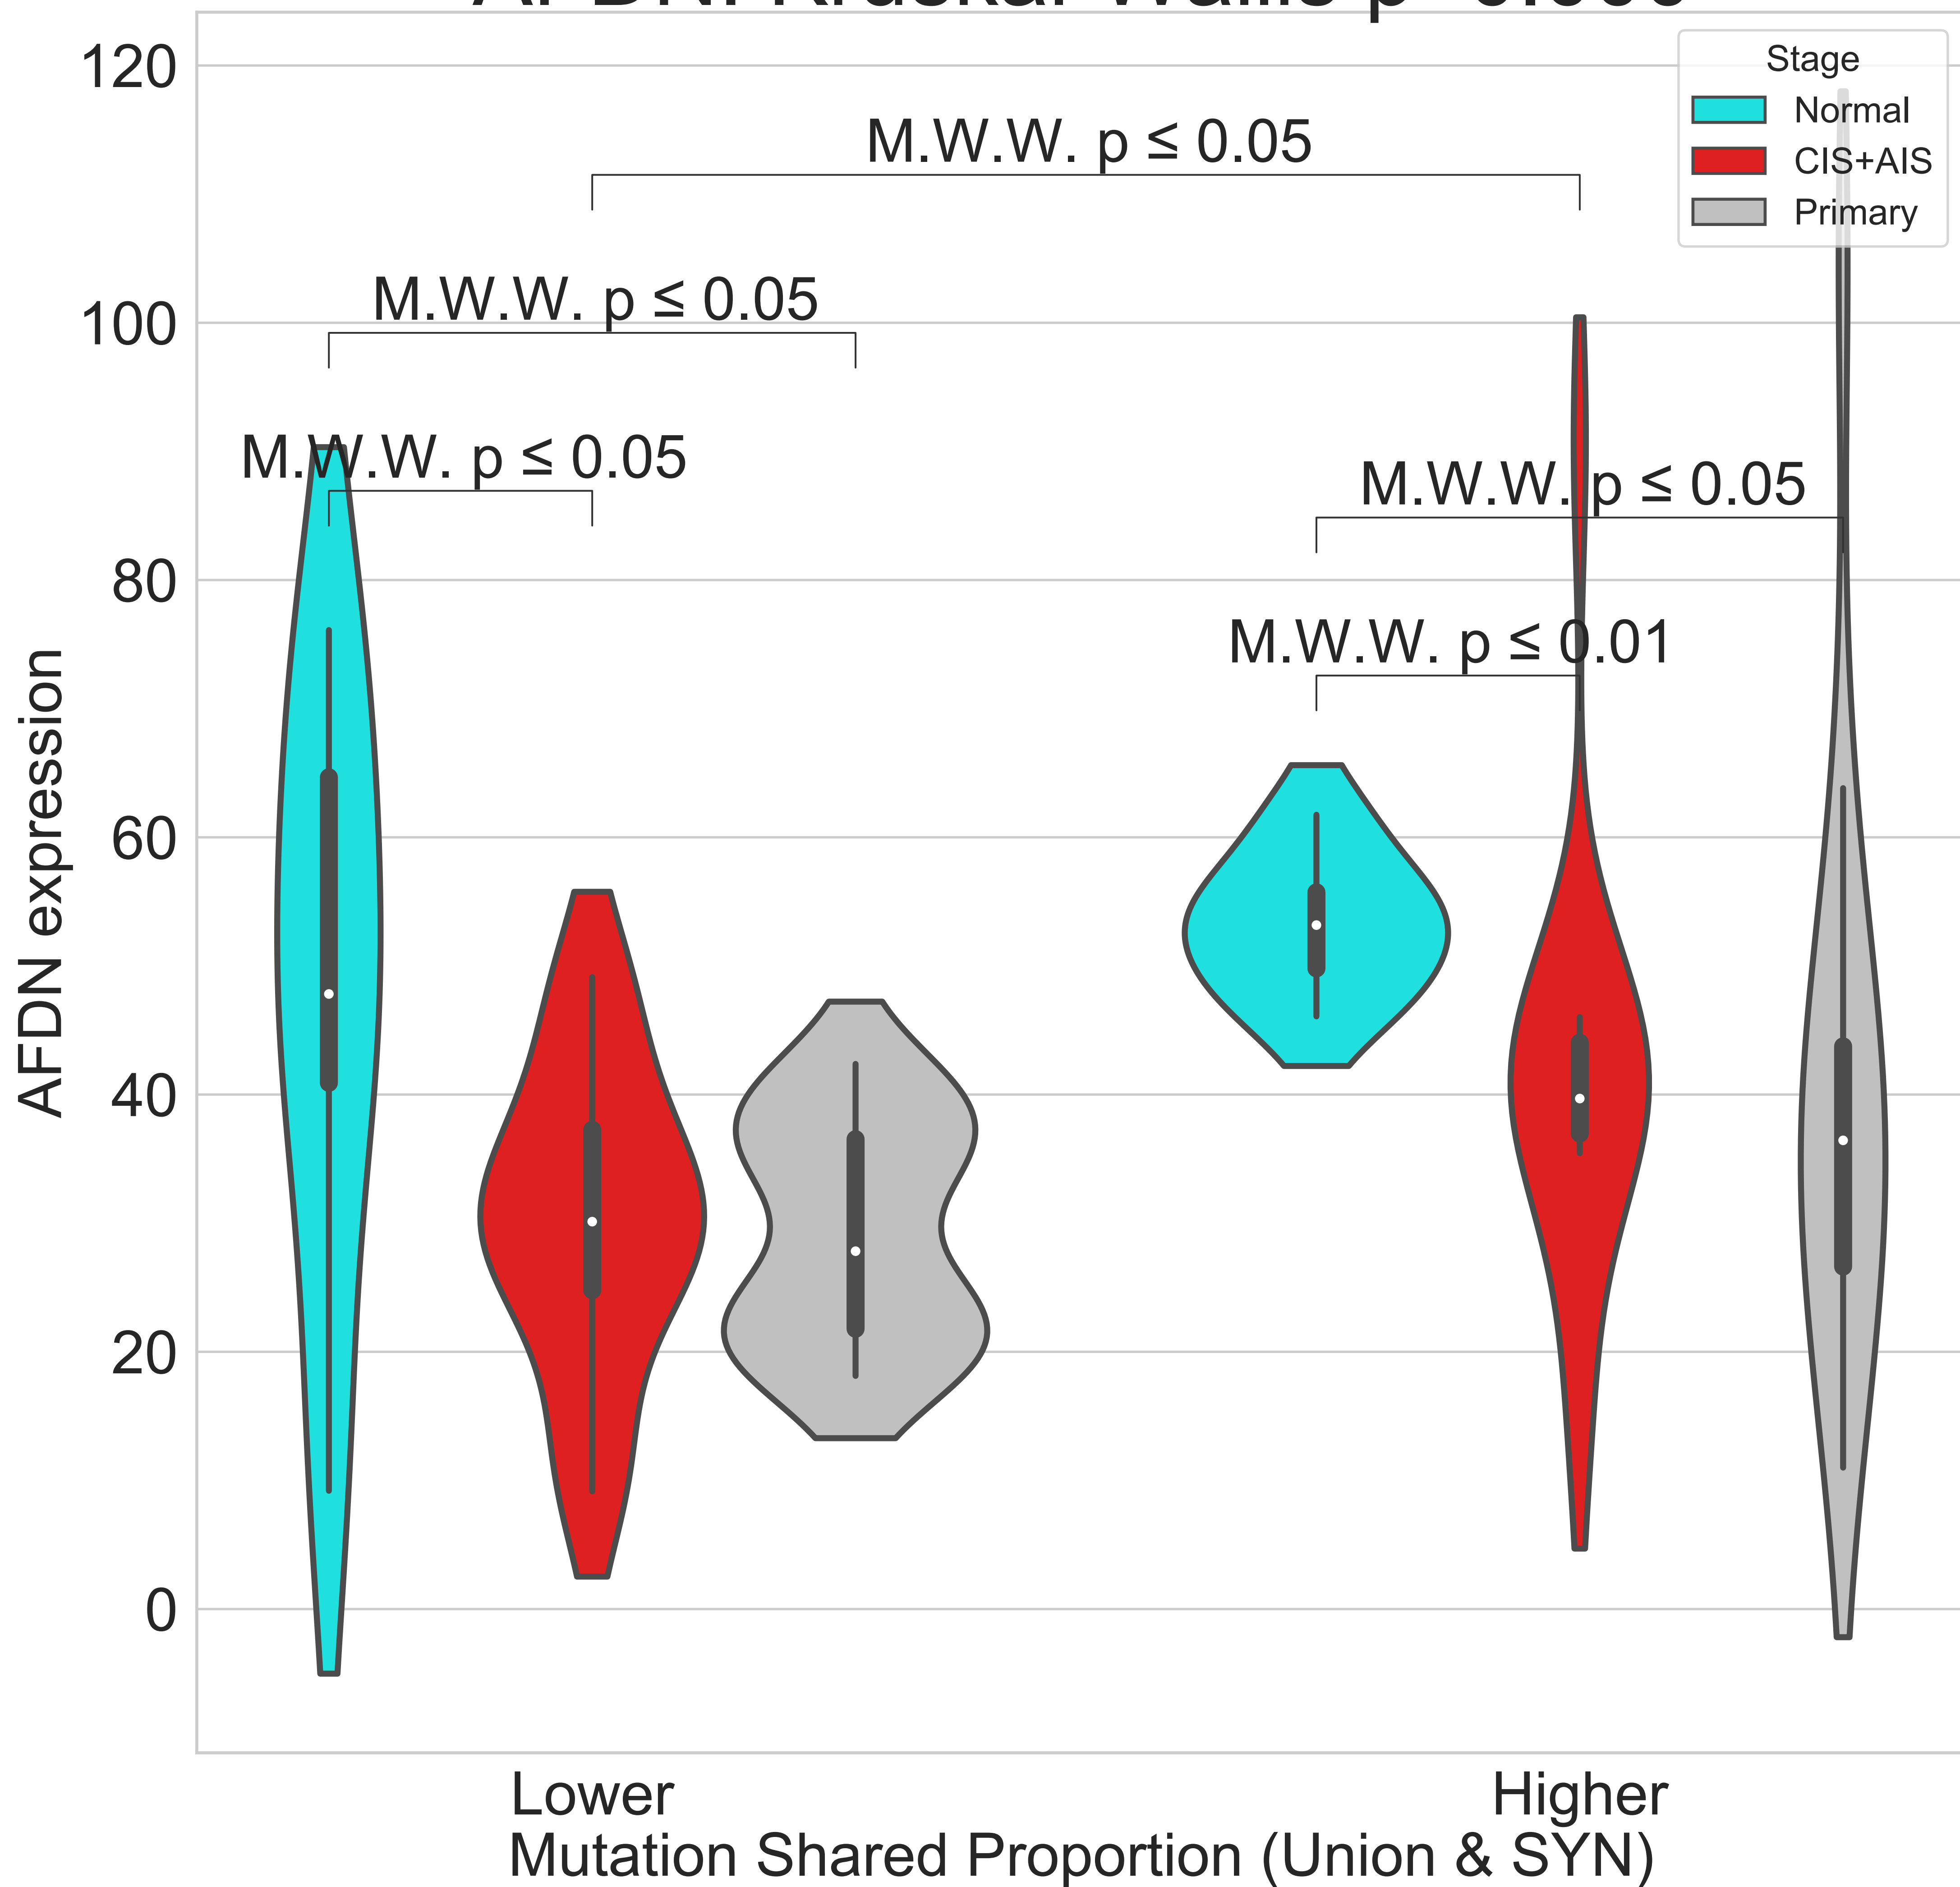 120
100
80
60
40
20
0
AFDN expression
Stage
Normal
CIS+AIS
Primary
M.W.W. p ≤ 0.05
M.W.W. p ≤ 0.05
M.W.W. p ≤ 0.05
M.W.W. p ≤ 0.05
M.W.W. p ≤ 0.01
Lower
Higher
Mutation Shared Proportion (Union & SYN)